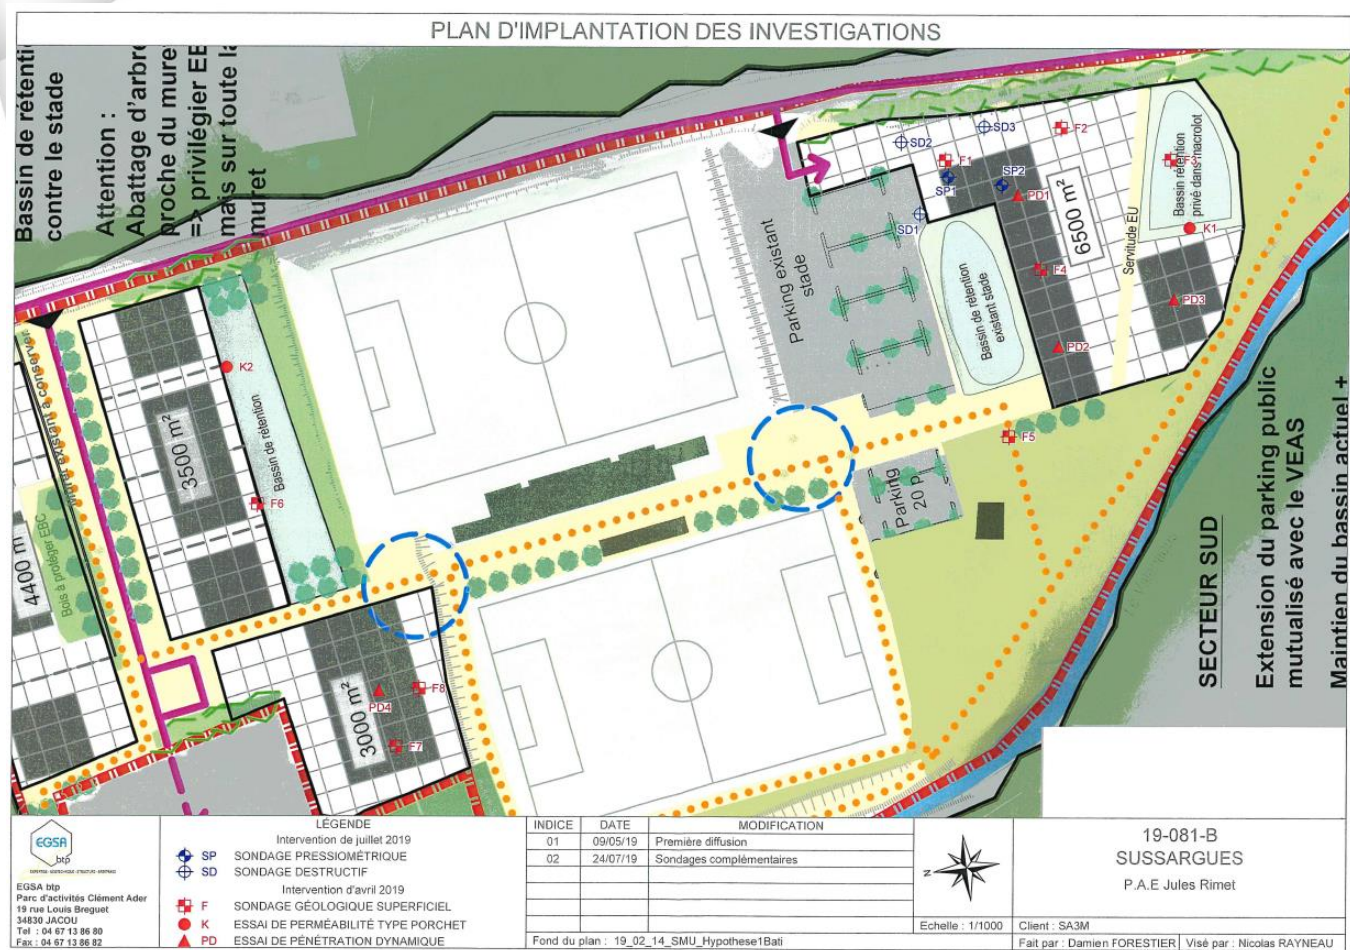 PLAN D'IMPLANTATION DES INVESTIGATIONS
Bassin de rétenti
contre le stade
Attention :
Abattage d'arbre
proche du mure
=> privilégier EB
mais sur toute la
muret
SD2
SD3
F2
F1
SP1
SP2
PD1
6500 m²
F3
Bassin rétention
privé dans macrolot
K1
Servitude EU
SD1
F4
PD3
PD2
Parking existant
stade
Bassin de rétention
existant stade
F5
Parking
20 p
K2
3500 m²
Bassin de rétention
F6
existant à conserver
Bois à protéger EBC
4400 m
3000 m²
PD4
F8
F7
SECTEUR SUD
Extension du parking public
mutualisé avec le VEAS
Maintien du bassin actuel +
EGSA
btp
EGSA btp
Parc d'activités Clément Ader
19 rue Louis Breguet
34830 JACOU
Tel : 04 67 13 86 80
Fax : 04 67 13 86 82
LÉGENDE
Intervention de juillet 2019
SP SONDAGE PRESSIOMÉTRIQUE
SD SONDAGE DESTRUCTIF
Intervention d'avril 2019
F SONDAGE GÉOLOGIQUE SUPERFICIEL
K ESSAI DE PERMÉABILITÉ TYPE PORCHET
PD ESSAI DE PÉNÉTRATION DYNAMIQUE
INDICE DATE MODIFICATION
01 09/05/19 Première diffusion
02 24/07/19 Sondages complémentaires
Fond du plan : 19_02_14_SMU_Hypothese1Bati
N
Echelle : 1/1000
19-081-B
SUSSARGUES
P.A.E Jules Rimet
Client : SA3M
Fait par : Damien FORESTIER
Visé par : Nicolas RAYNEAU